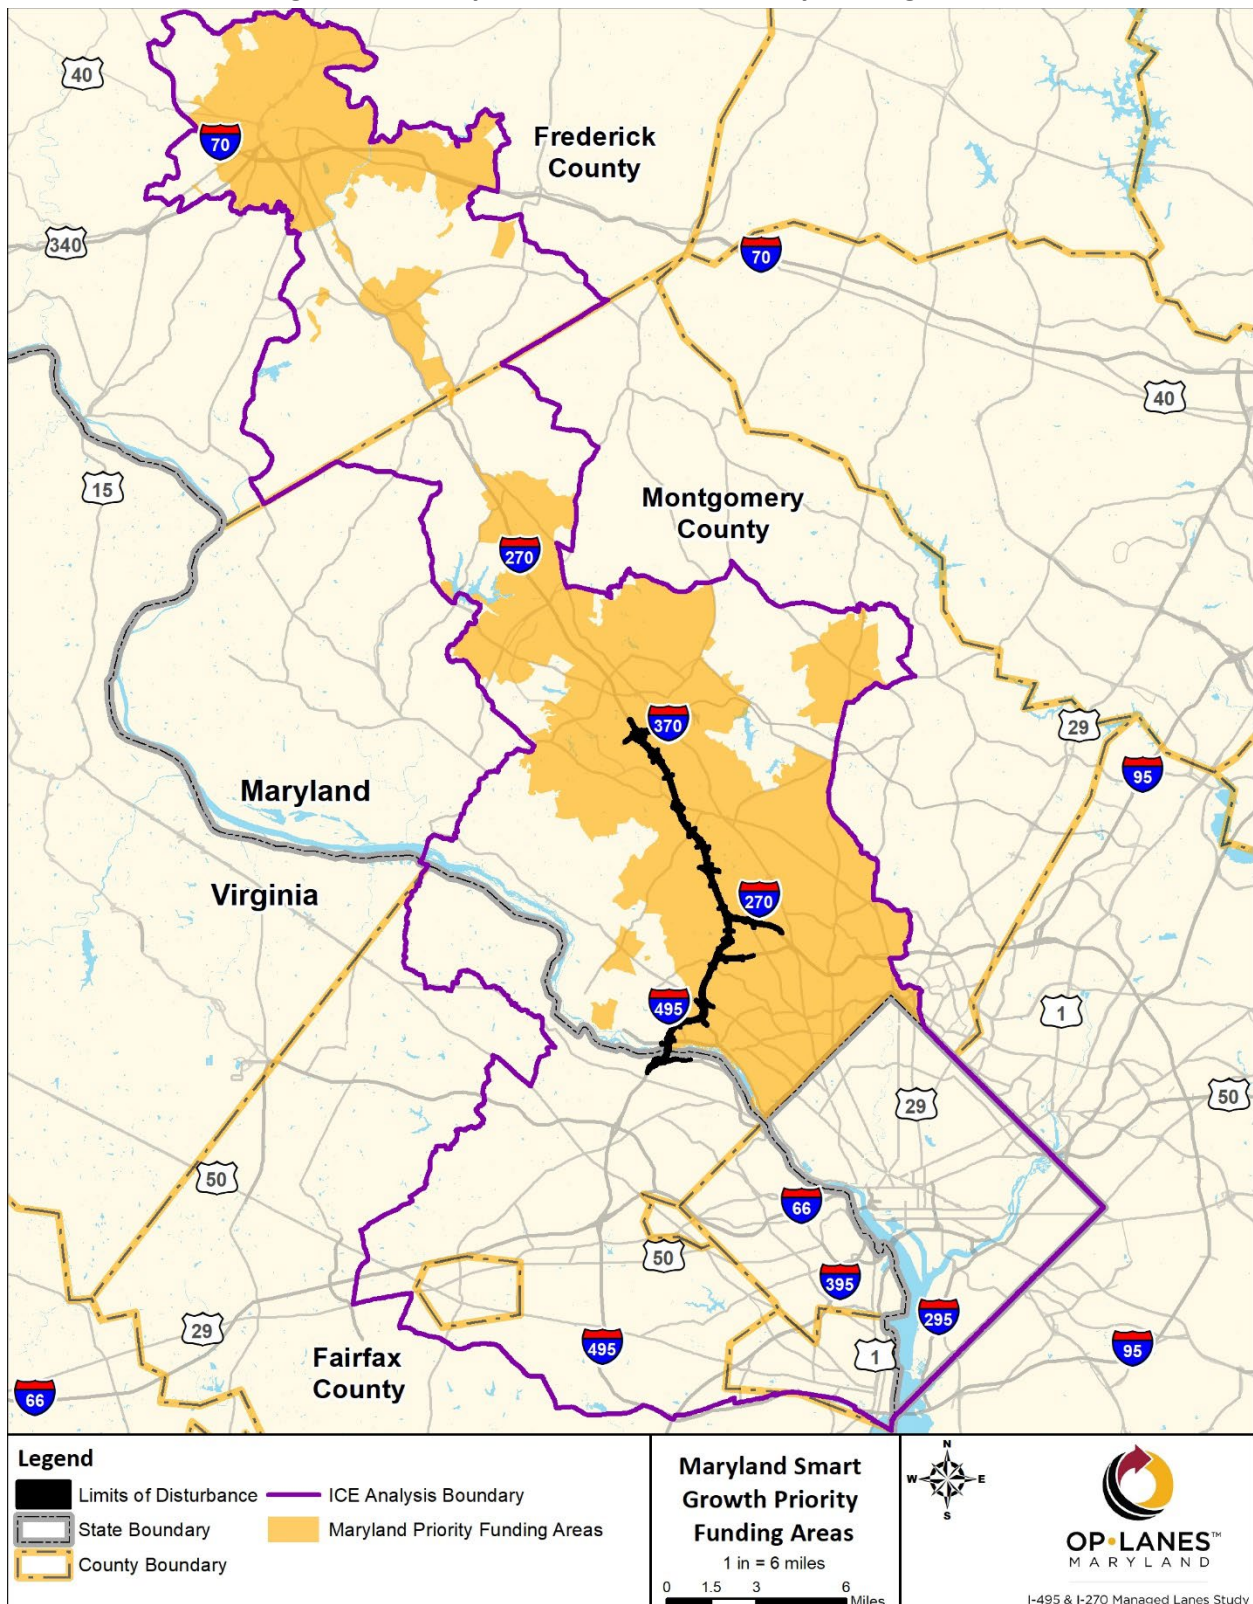 40
70
Frederick
County
340
70
40
15
Montgomery
County
270
370
29
95
Maryland
Virginia
270
495
1
29
50
50
66
50
395
295
29
495
1
95
Fairfax
County
66
Legend
Limits of Disturbance
ICE Analysis Boundary
State Boundary
Maryland Priority Funding Areas
County Boundary
Maryland Smart
Growth Priority
Funding Areas
1 in = 6 miles
0 1.5 3 6
Miles
N
W E
S
OP•LANES™
MARYLAND
I-495 & I-270 Managed Lanes Study